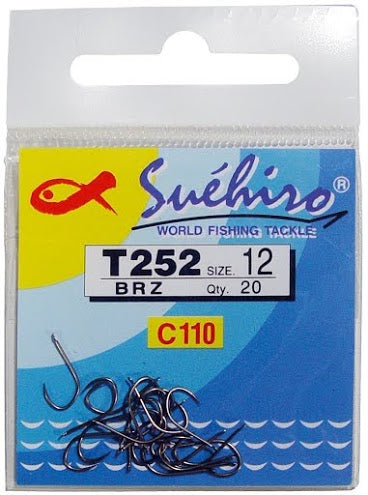 Suéhiro®
WORLD FISHING TACKLE
T252 SIZE. 12
BRZ Qty. 20
C110